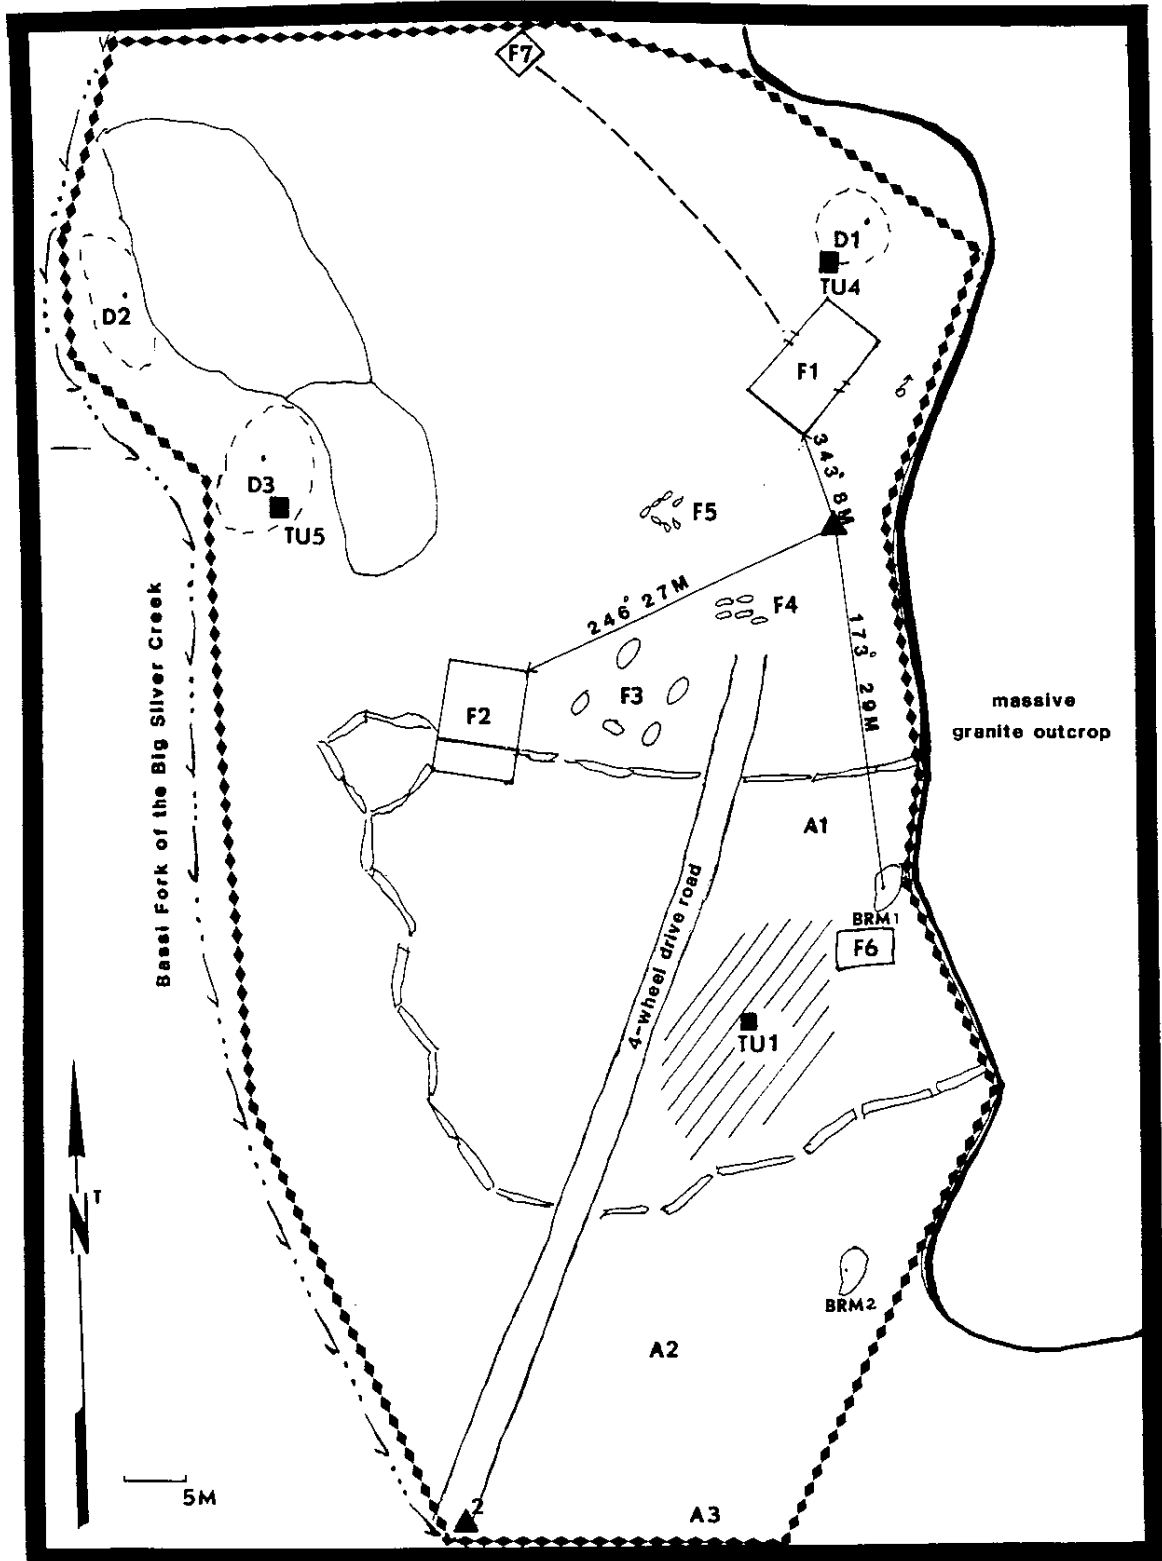 F7
D1
TU4
D2
F1
343° 8M
D3
TU5
F5
246° 27M
F4
173° 29M
F3
F2
massive
granite outcrop
Bassi Fork of the Big Silver Creek
A1
4-wheel drive road
BRM1
F6
TU1
T
N
BRM2
A2
5M
2
A3